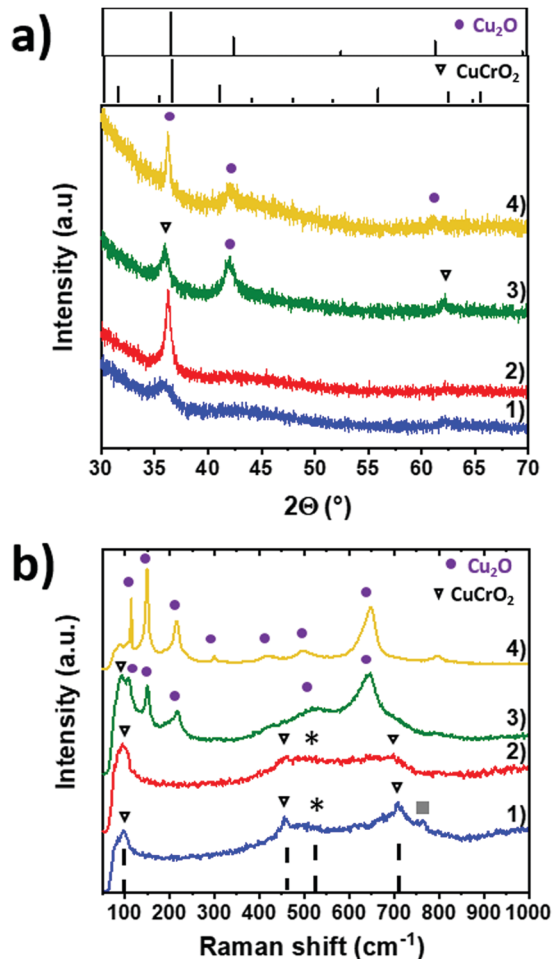 a)
Cu₂O
CuCrO₂
4)
3)
2)
1)
Intensity (a.u)
30 35 40 45 50 55 60 65 70
2Θ (°)
b)
Cu₂O
CuCrO₂
4)
3)
2)
*
1)
*
Intensity (a.u.)
100 200 300 400 500 600 700 800 900 1000
Raman shift (cm⁻¹)